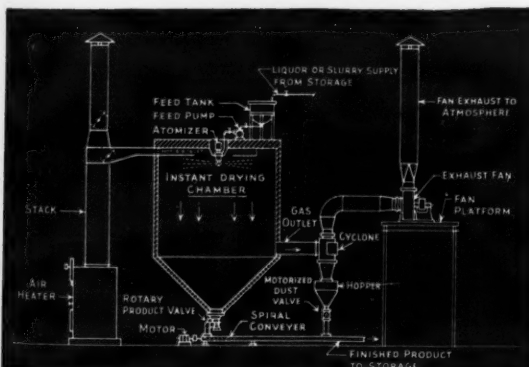 LIQUOR OR SLURRY SUPPLY
FROM STORAGE
FEED TANK
FEED PUMP
ATOMIZER
FAN EXHAUST TO
ATMOSPHERE
INSTANT DRYING
CHAMBER
EXHAUST FAN
FAN
PLATFORM
STACK
GAS
OUTLET
CYCLONE
AIR
HEATER
ROTARY
PRODUCT VALVE
MOTORIZED
DUST
VALVE
HOPPER
MOTOR
SPIRAL
CONVEYER
FINISHED PRODUCT
TO STORAGE